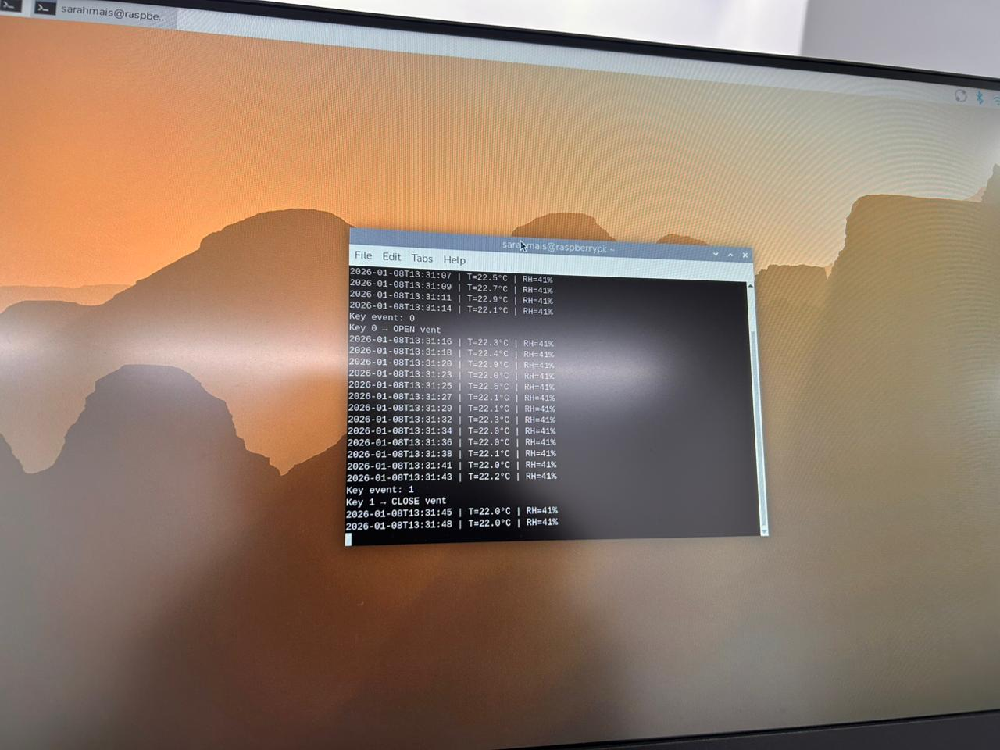 sarahmais@raspbe..
sarahmais@raspberrypi: ~
File Edit Tabs Help
2026-01-08T13:31:07 | T=22.5°C | RH=41%
2026-01-08T13:31:09 | T=22.7°C | RH=41%
2026-01-08T13:31:11 | T=22.9°C | RH=41%
2026-01-08T13:31:14 | T=22.1°C | RH=41%
Key event: 0
Key 0 → OPEN vent
2026-01-08T13:31:16 | T=22.3°C | RH=41%
2026-01-08T13:31:18 | T=22.4°C | RH=41%
2026-01-08T13:31:20 | T=22.9°C | RH=41%
2026-01-08T13:31:23 | T=22.0°C | RH=41%
2026-01-08T13:31:25 | T=22.5°C | RH=41%
2026-01-08T13:31:27 | T=22.1°C | RH=41%
2026-01-08T13:31:29 | T=22.1°C | RH=41%
2026-01-08T13:31:32 | T=22.3°C | RH=41%
2026-01-08T13:31:34 | T=22.0°C | RH=41%
2026-01-08T13:31:36 | T=22.0°C | RH=41%
2026-01-08T13:31:38 | T=22.1°C | RH=41%
2026-01-08T13:31:41 | T=22.0°C | RH=41%
2026-01-08T13:31:43 | T=22.2°C | RH=41%
Key event: 1
Key 1 → CLOSE vent
2026-01-08T13:31:45 | T=22.0°C | RH=41%
2026-01-08T13:31:48 | T=22.0°C | RH=41%